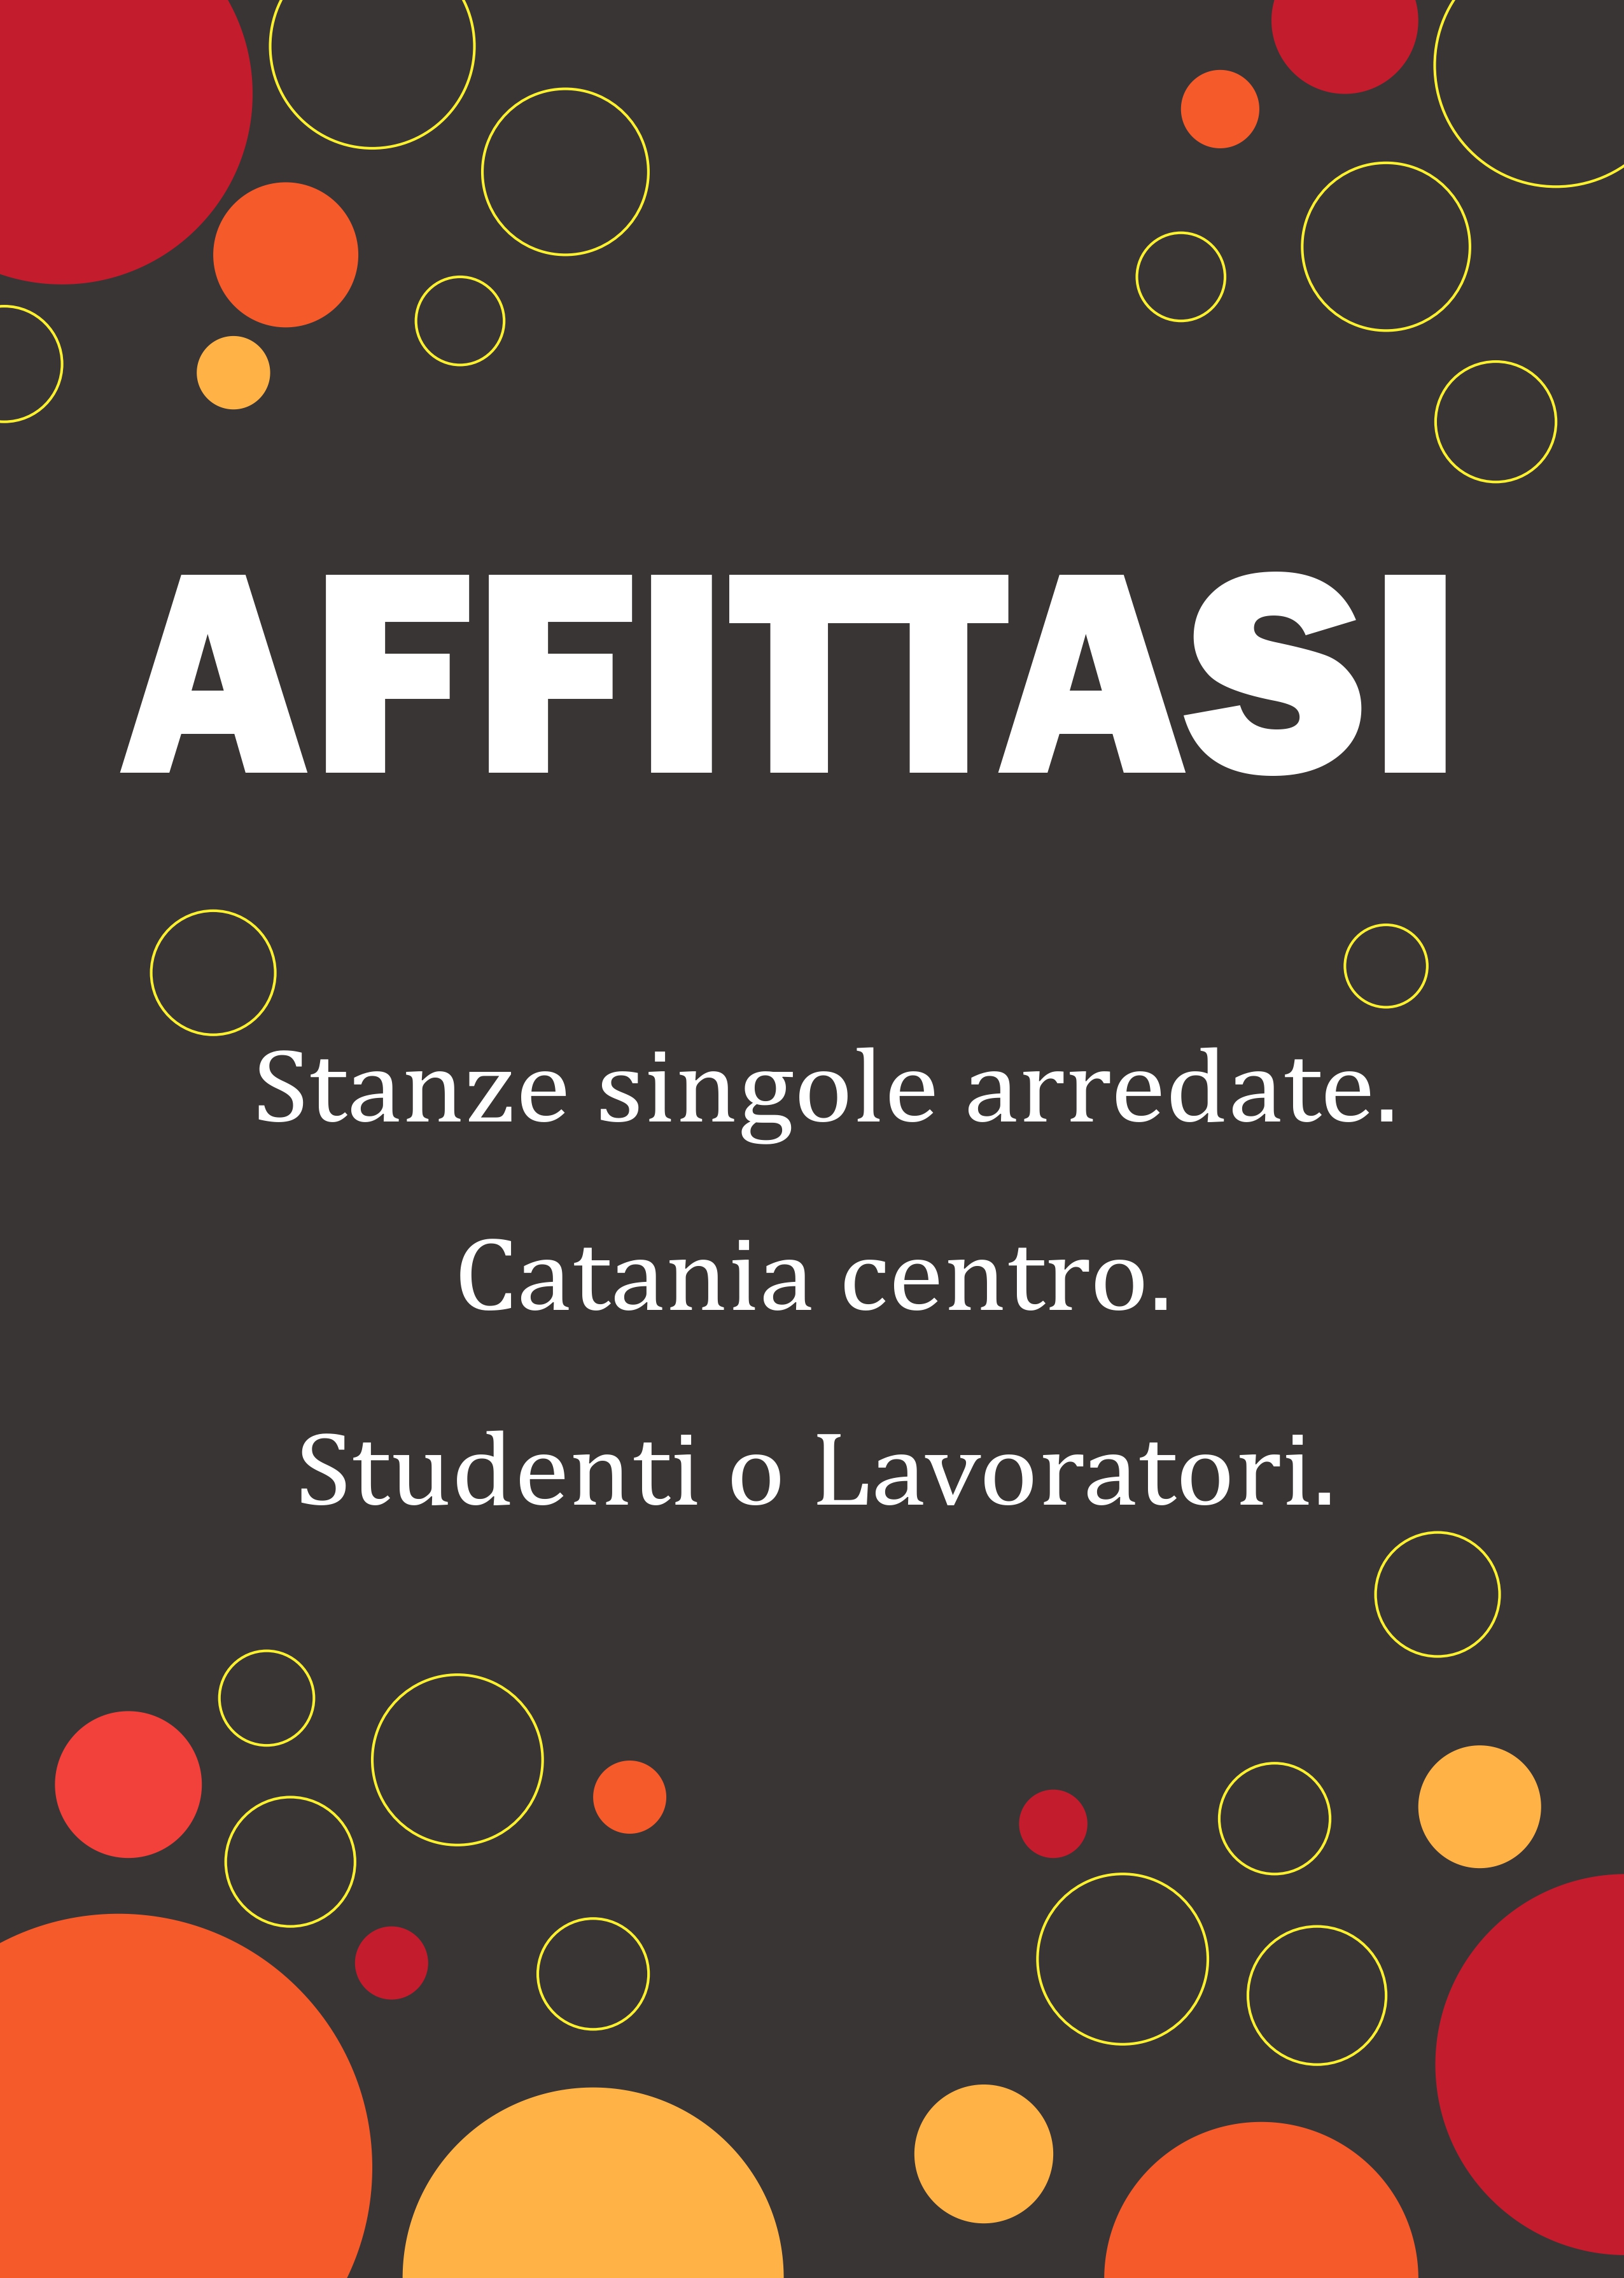 AFFITTASI
Stanze singole arredate.
Catania centro.
Studenti o Lavoratori.